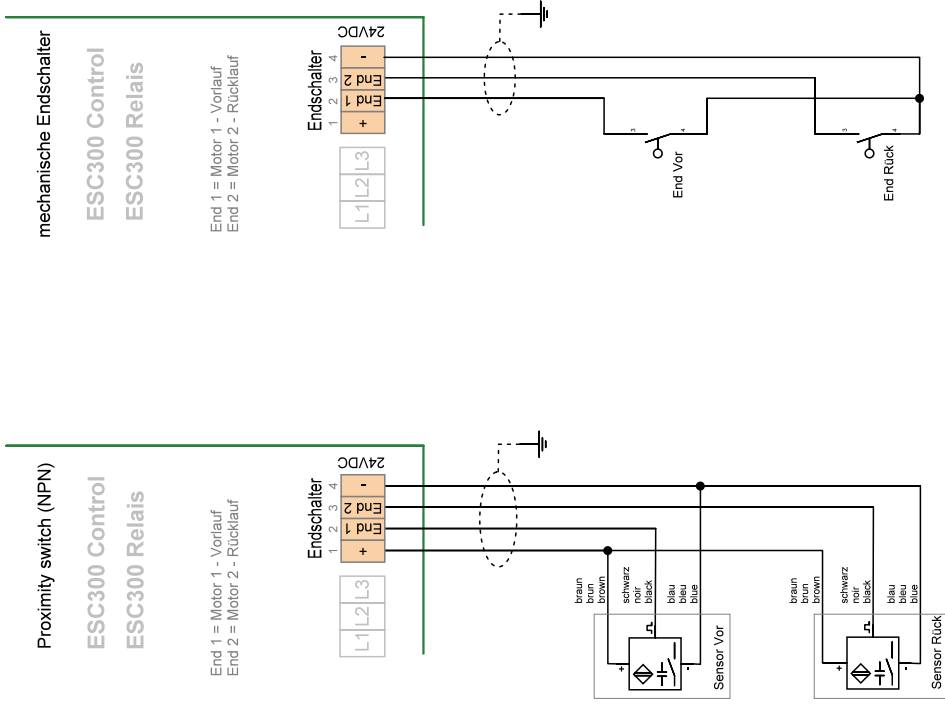 mechanische Endschalter
ESC300 Control
ESC300 Relais
End 1 = Motor 1 - Vorlauf
End 2 = Motor 2 - Rücklauf
L1 L2 L3
Endschalter
24VDC
1 +
2 End 1
3 End 2
4 -
3
4
End Vor
3
4
End Rück
Proximity switch (NPN)
ESC300 Control
ESC300 Relais
End 1 = Motor 1 - Vorlauf
End 2 = Motor 2 - Rücklauf
L1 L2 L3
Endschalter
24VDC
1 +
2 End 1
3 End 2
4 -
braun
brun
brown
schwarz
noir
black
blau
bleu
blue
+
-
Sensor Vor
braun
brun
brown
schwarz
noir
black
blau
bleu
blue
+
-
Sensor Rück